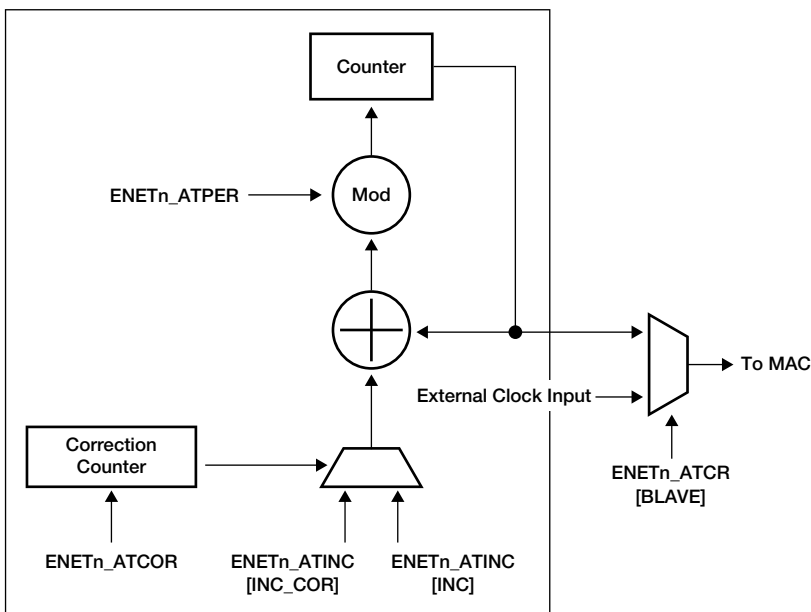 Counter
ENETn_ATPER
Mod
External Clock Input
To MAC
Correction
Counter
ENETn_ATCR
[BLAVE]
ENETn_ATCOR
ENETn_ATINC
[INC_COR]
ENETn_ATINC
[INC]